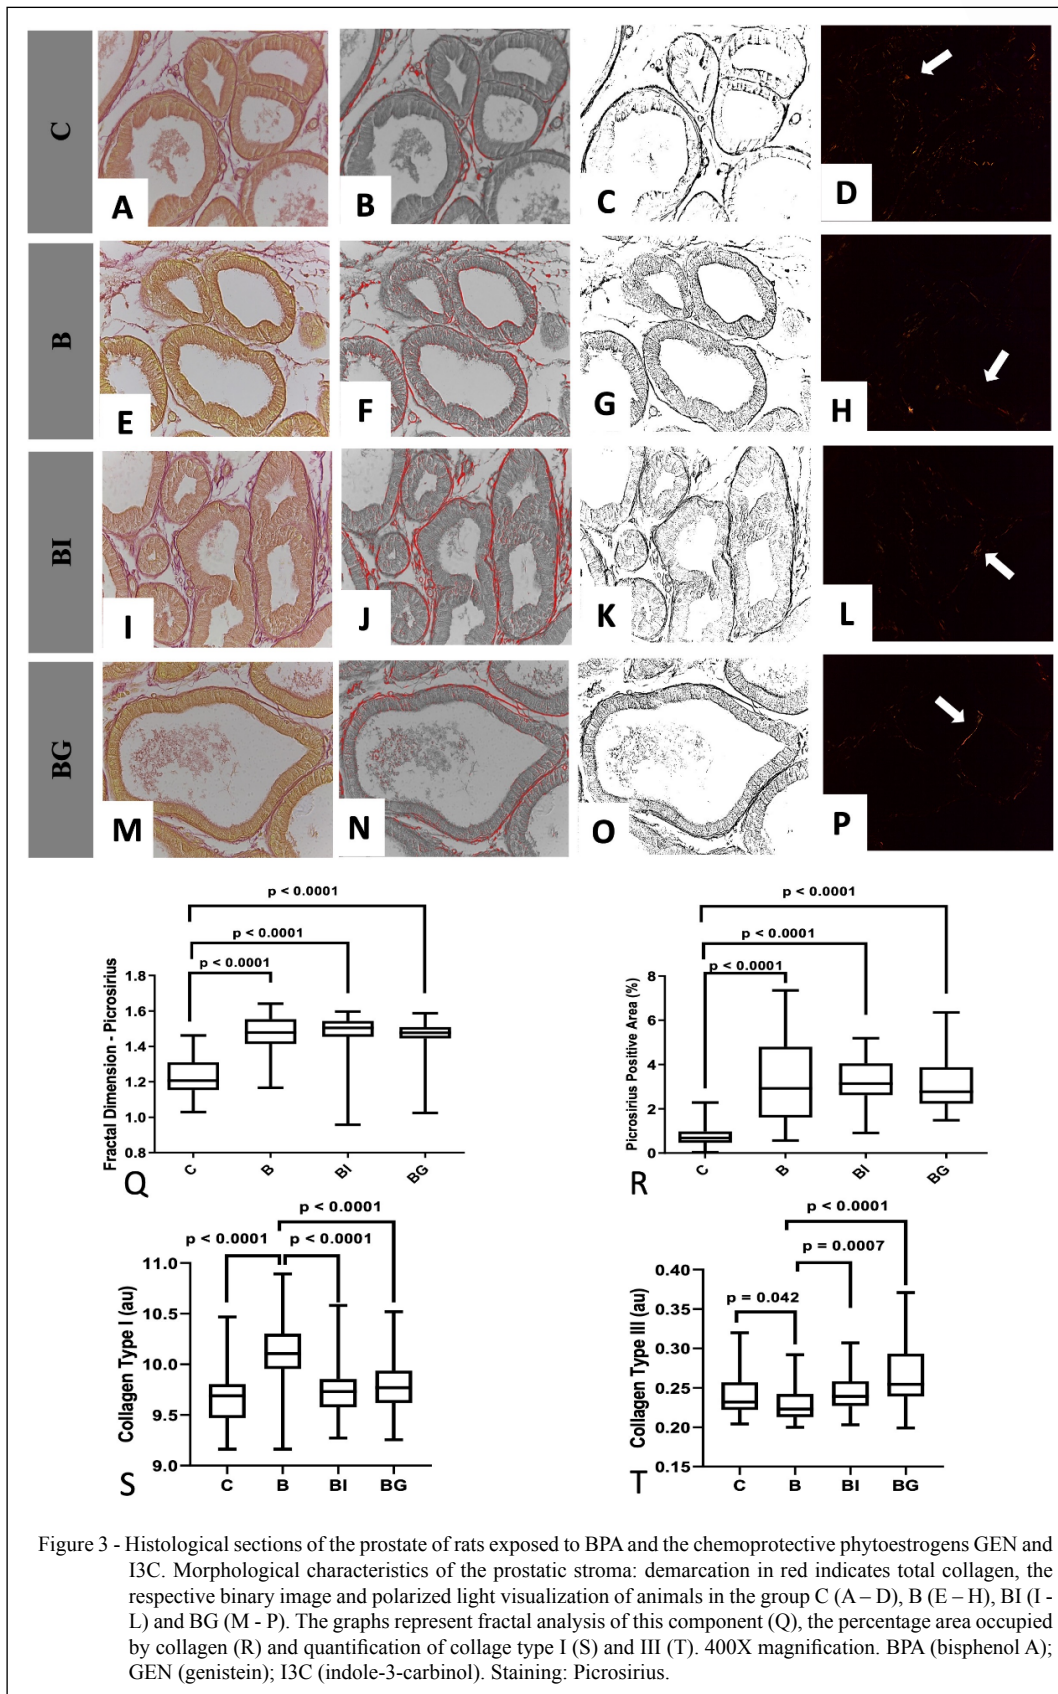 C
A
B
C
D
B
E
F
G
H
BI
I
J
K
L
BG
M
N
O
P
p < 0.0001
p < 0.0001
p < 0.0001
Fractal Dimension - Picrosirius
1.8
1.6
1.4
1.2
1.0
0.8
C
B
BI
BG
Q
p < 0.0001
p < 0.0001
p < 0.0001
Picrosirius Positive Area (%)
8
6
4
2
0
C
B
BI
BG
R
p < 0.0001
p < 0.0001
p < 0.0001
Collagen Type I (au)
11.0
10.5
10.0
9.5
9.0
C
B
BI
BG
S
p < 0.0001
p = 0.0007
p = 0.042
Collagen Type III (au)
0.40
0.35
0.30
0.25
0.20
0.15
C
B
BI
BG
T
Figure 3 - Histological sections of the prostate of rats exposed to BPA and the chemoprotective phytoestrogens GEN and
I3C. Morphological characteristics of the prostatic stroma: demarcation in red indicates total collagen, the
respective binary image and polarized light visualization of animals in the group C (A – D), B (E – H), BI (I -
L) and BG (M - P). The graphs represent fractal analysis of this component (Q), the percentage area occupied
by collagen (R) and quantification of collage type I (S) and III (T). 400X magnification. BPA (bisphenol A);
GEN (genistein); I3C (indole-3-carbinol). Staining: Picrosirius.